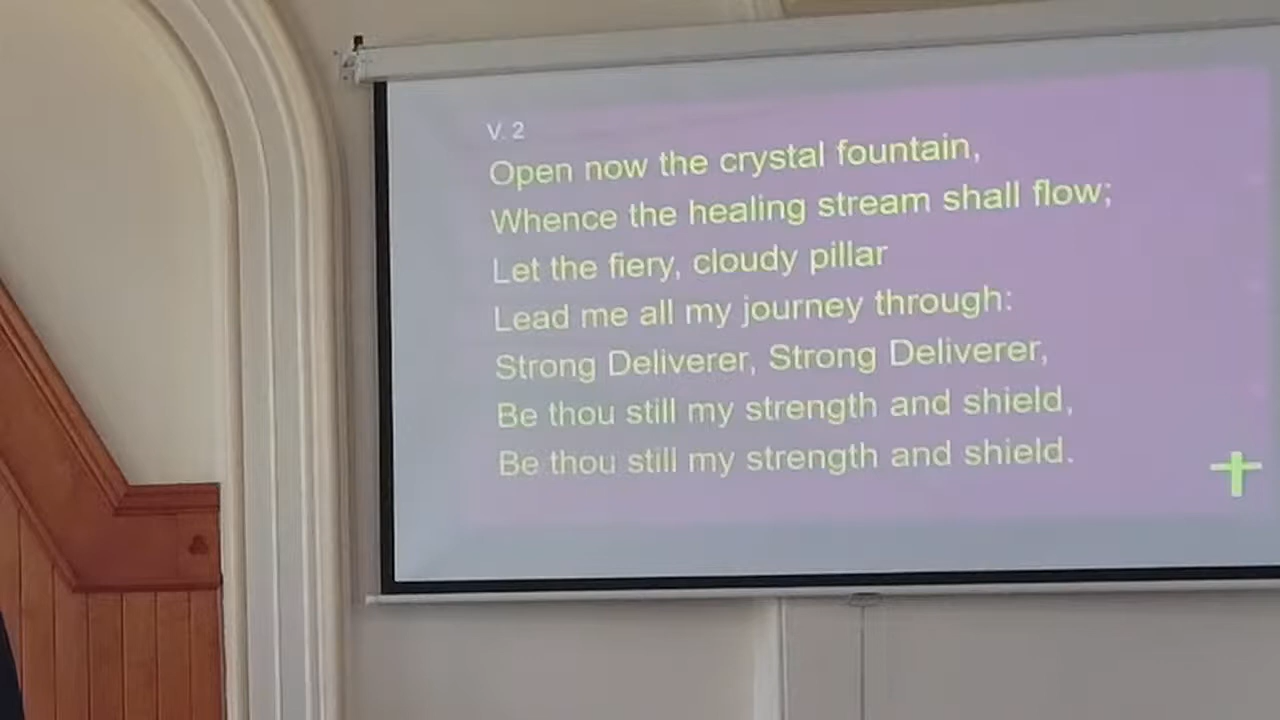 V. 2
Open now the crystal fountain,
Whence the healing stream shall flow;
Let the fiery, cloudy pillar
Lead me all my journey through:
Strong Deliverer, Strong Deliverer,
Be thou still my strength and shield,
Be thou still my strength and shield.